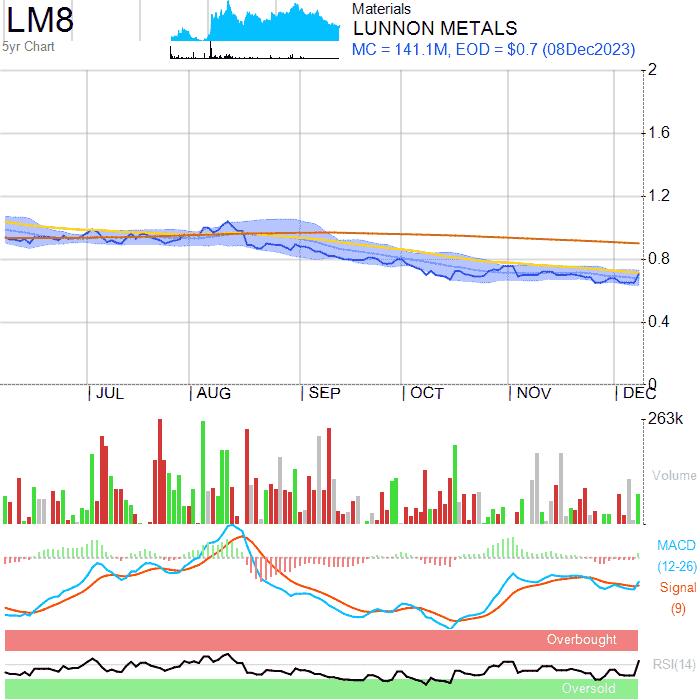 LM8
5yr Chart
Materials
LUNNON METALS
MC = 141.1M, EOD = $0.7 (08Dec2023)
2
1.6
1.2
0.8
0.4
0
JUL AUG SEP OCT NOV DEC
263k
Volume
MACD
(12-26)
Signal
(9)
Overbought
RSI(14)
Oversold